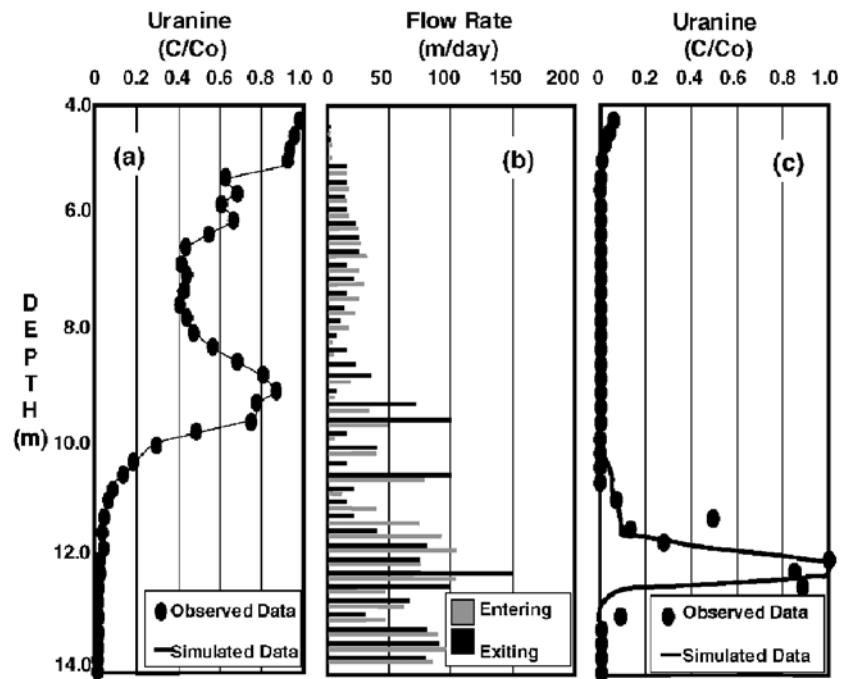 Uranine
(C/Co)
0 0.2 0.4 0.6 0.8 1.0
Flow Rate
(m/day)
0 50 100 150 200
Uranine
(C/Co)
0 0.2 0.4 0.6 0.8 1.0
4.0
6.0
8.0
10.0
12.0
14.0
D
E
P
T
H
(m)
(a)
(b)
(c)
Observed Data
Simulated Data
Entering
Exiting
Observed Data
Simulated Data